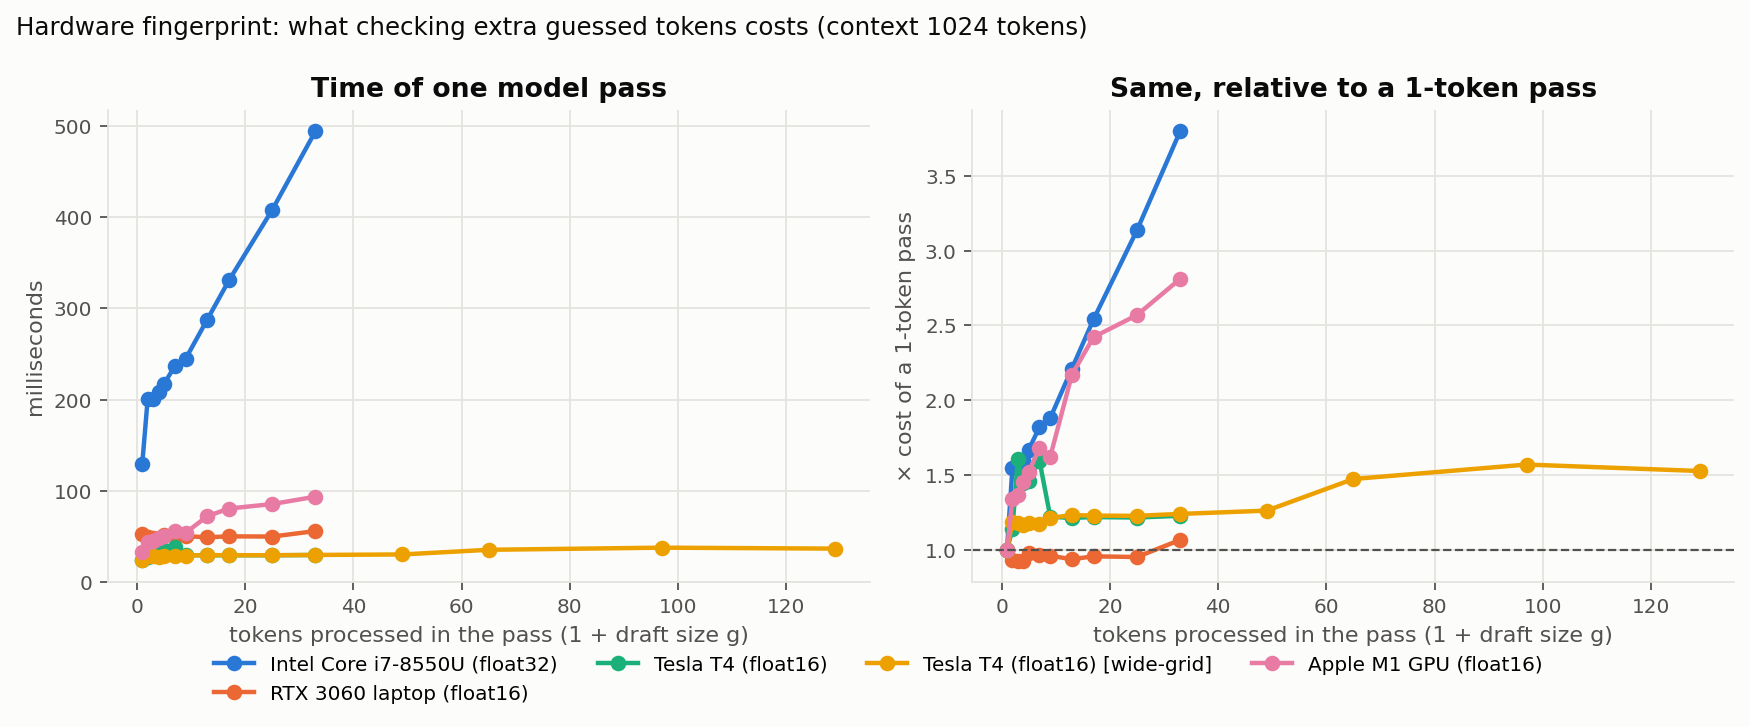 Hardware fingerprint: what checking extra guessed tokens costs (context 1024 tokens)
Time of one model pass
milliseconds
500
400
300
200
100
0
0 20 40 60 80 100 120
tokens processed in the pass (1 + draft size g)
Same, relative to a 1-token pass
× cost of a 1-token pass
3.5
3.0
2.5
2.0
1.5
1.0
0 20 40 60 80 100 120
tokens processed in the pass (1 + draft size g)
Intel Core i7-8550U (float32) Tesla T4 (float16) Tesla T4 (float16) [wide-grid] Apple M1 GPU (float16)
RTX 3060 laptop (float16)